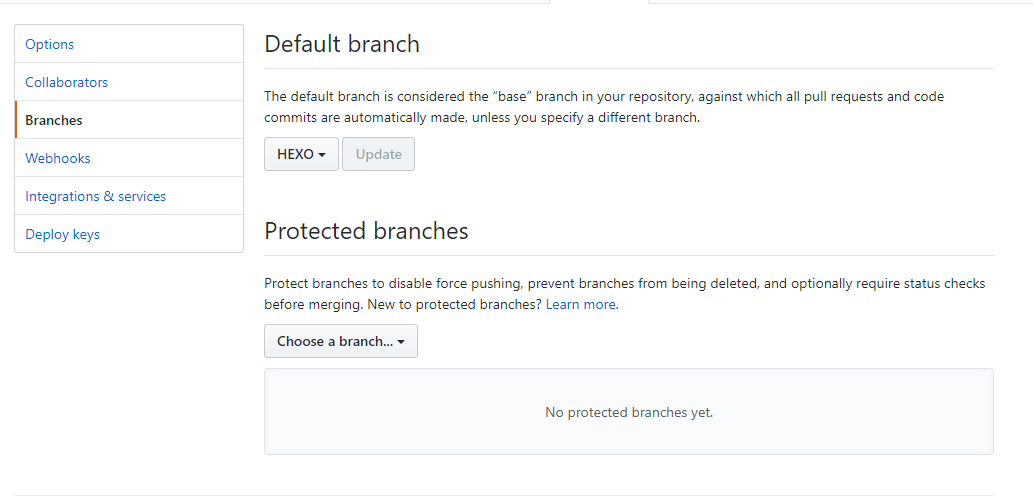 Options
Collaborators
Branches
Webhooks
Integrations & services
Deploy keys
Default branch
The default branch is considered the “base” branch in your repository, against which all pull requests and code
commits are automatically made, unless you specify a different branch.
HEXO Update
Protected branches
Protect branches to disable force pushing, prevent branches from being deleted, and optionally require status checks
before merging. New to protected branches? Learn more.
Choose a branch...
No protected branches yet.